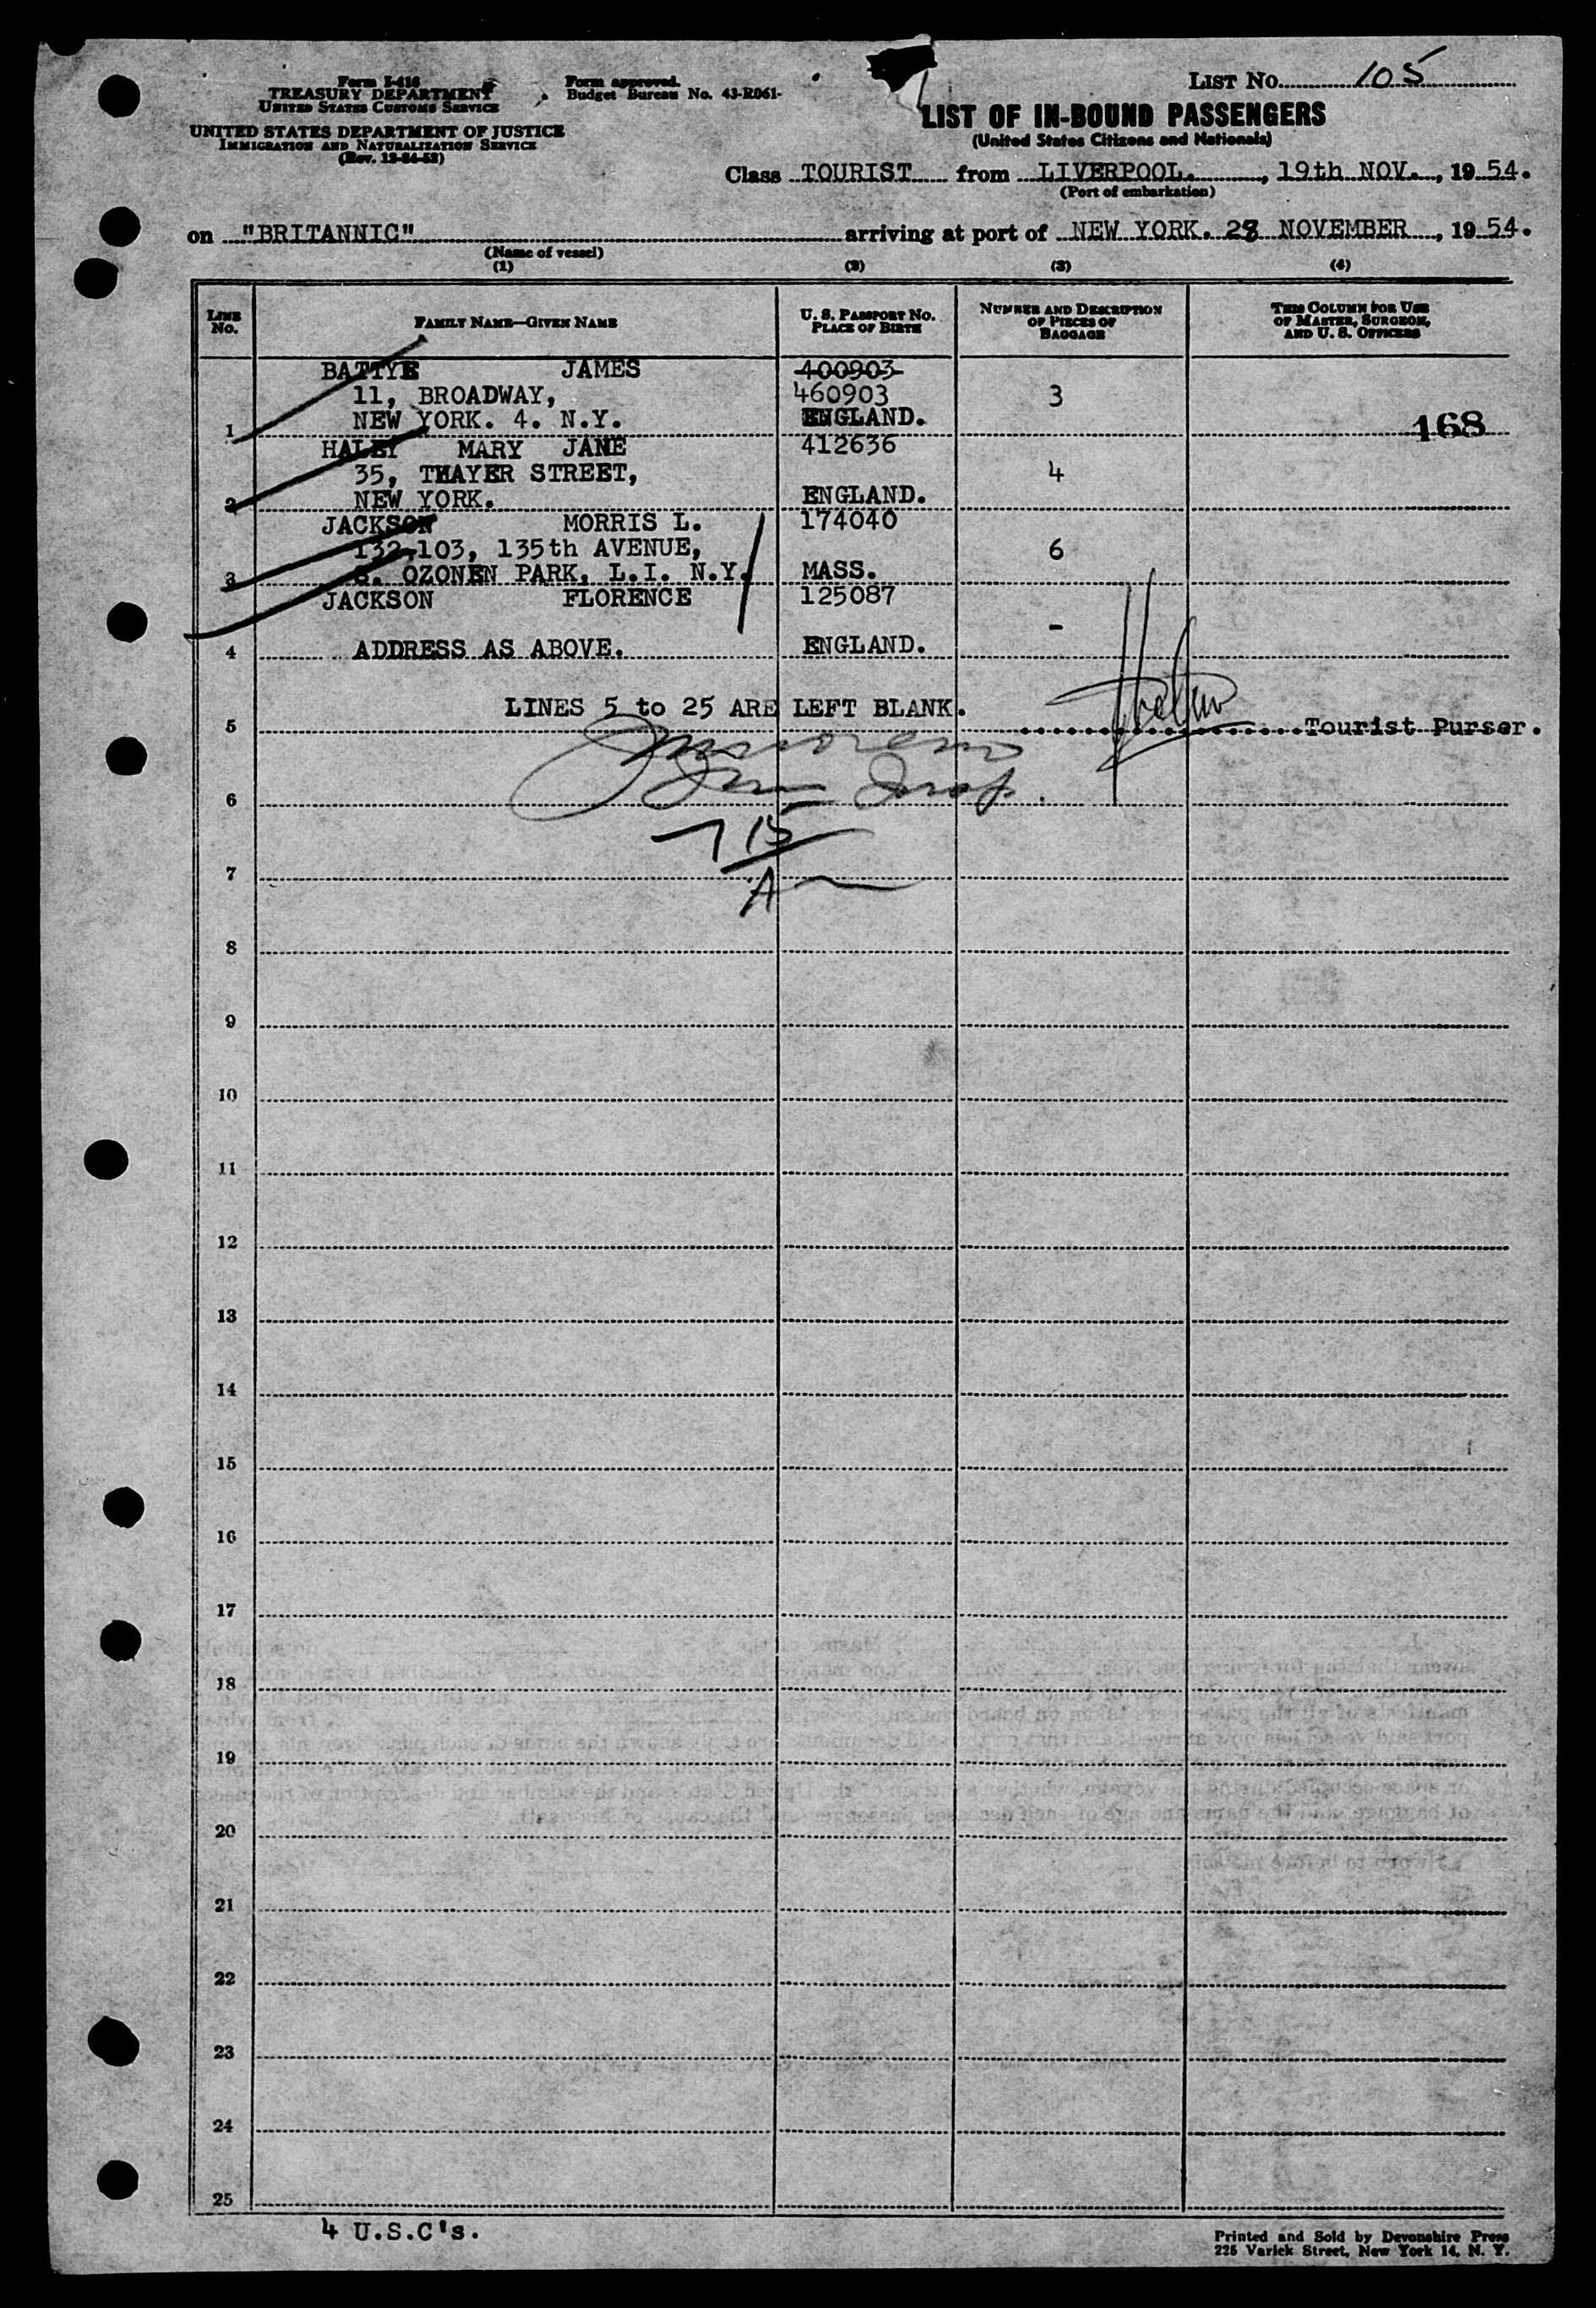 Form I-416
TREASURY DEPARTMENT
UNITED STATES CUSTOMS SERVICE
UNITED STATES DEPARTMENT OF JUSTICE
IMMIGRATION AND NATURALIZATION SERVICE
Form approved.
Budget Bureau No. 43-R061-
LIST NO. 105
LIST OF IN-BOUND PASSENGERS
(United States Citizens and Nationals)
Class TOURIST from LIVERPOOL. , 19th NOV. , 1954.
(Port of embarkation)
on "BRITANNIC" arriving at port of NEW YORK. 28 NOVEMBER , 1954.
(Name of vessel)
(1) (2) (3) (4)
LINE NO. FAMILY NAME—GIVEN NAME U. S. PASSPORT NO. PLACE OF BIRTH NUMBER AND DESCRIPTION OF PIECES OF BAGGAGE THIS COLUMN FOR USE OF MASTER, SURGEON, AND U. S. OFFICERS
BATTYE JAMES 400903
11, BROADWAY, 460903 3
1 NEW YORK. 4. N.Y. ENGLAND. 168
HALEY MARY JANE 412636
35, THAYER STREET, 4
2 NEW YORK. ENGLAND.
JACKSON MORRIS L. 174040
132-103, 135th AVENUE, 6
3 S. OZONEN PARK, L.I. N.Y. MASS.
JACKSON FLORENCE 125087
-
4 ADDRESS AS ABOVE. ENGLAND.
LINES 5 to 25 ARE LEFT BLANK.
5 Tourist Purser.
6
15
7
A
8
9
10
11
12
13
14
15
16
17
18
19
20
21
22
23
24
25
4 U.S.C's.
Printed and Sold by Devonshire Press
225 Varick Street, New York 14, N. Y.